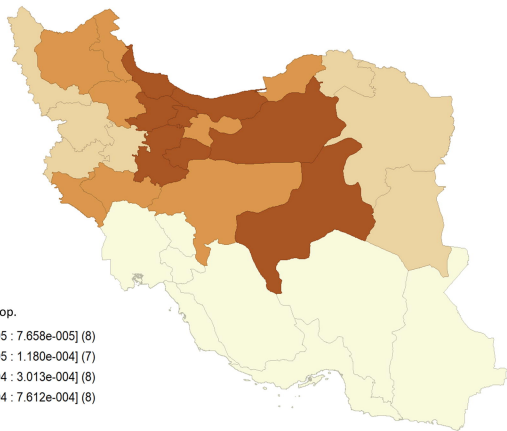 op.
5 : 7.658e-005] (8)
5 : 1.180e-004] (7)
4 : 3.013e-004] (8)
4 : 7.612e-004] (8)